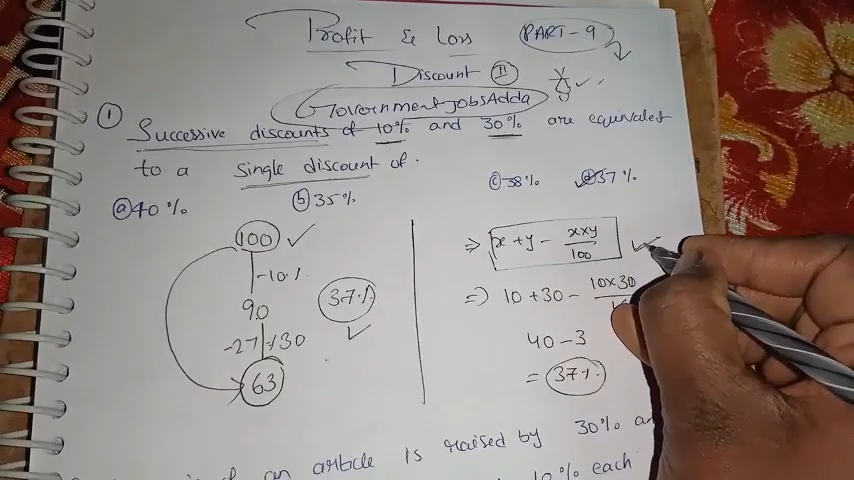 Profit & Loss PART-9
Discount II
GovernmentjobsAdda
① Successive discounts of 10% and 30% are equivalent
to a single discount of.
ⓐ 40% ⓑ 35% ⓒ 38% ⓓ 37%
100
-10%
90
-27 30
63
37%
⇒ x+y - x×y/100
⇒ 10+30 - 10×30
40-3
= 37%
an article is raised by 30%
10% each